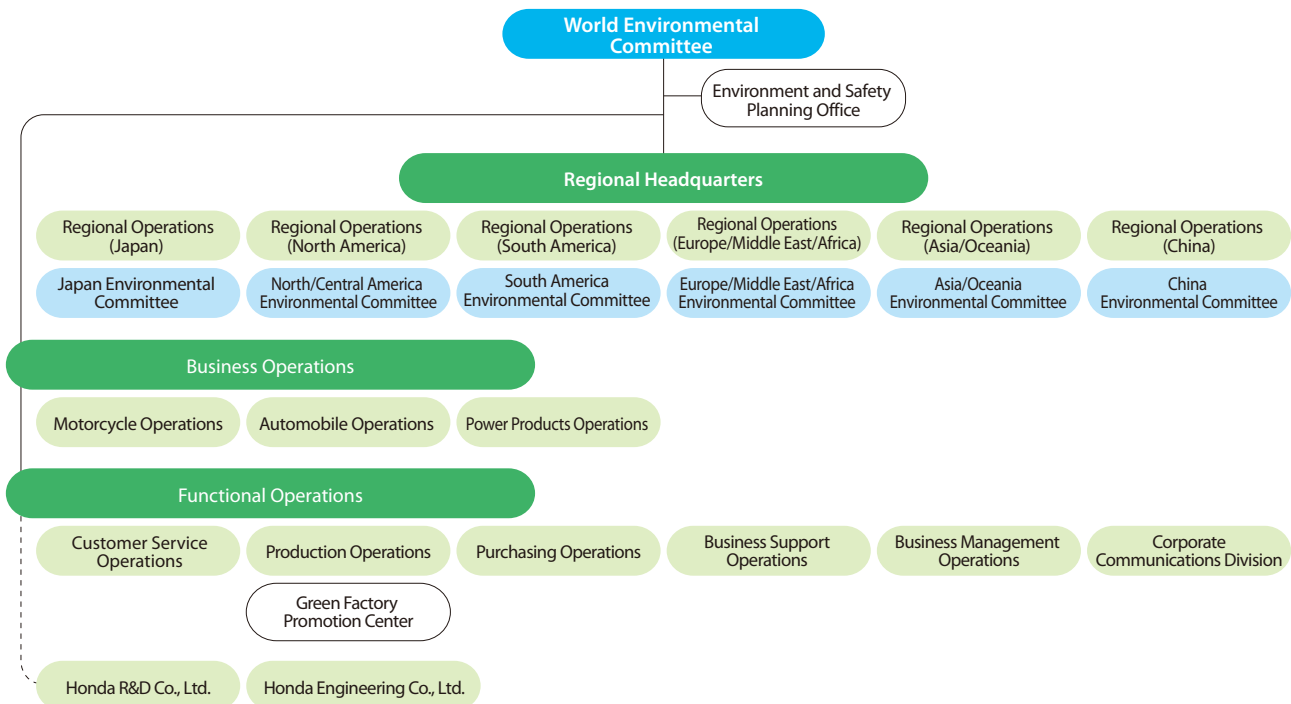 World Environmental
Committee
Environment and Safety
Planning Office
Regional Headquarters
Regional Operations
(Japan)
Regional Operations
(North America)
Regional Operations
(South America)
Regional Operations
(Europe/Middle East/Africa)
Regional Operations
(Asia/Oceania)
Regional Operations
(China)
Japan Environmental
Committee
North/Central America
Environmental Committee
South America
Environmental Committee
Europe/Middle East/Africa
Environmental Committee
Asia/Oceania
Environmental Committee
China
Environmental Committee
Business Operations
Motorcycle Operations
Automobile Operations
Power Products Operations
Functional Operations
Customer Service
Operations
Production Operations
Purchasing Operations
Business Support
Operations
Business Management
Operations
Corporate
Communications Division
Green Factory
Promotion Center
Honda R&D Co., Ltd.
Honda Engineering Co., Ltd.